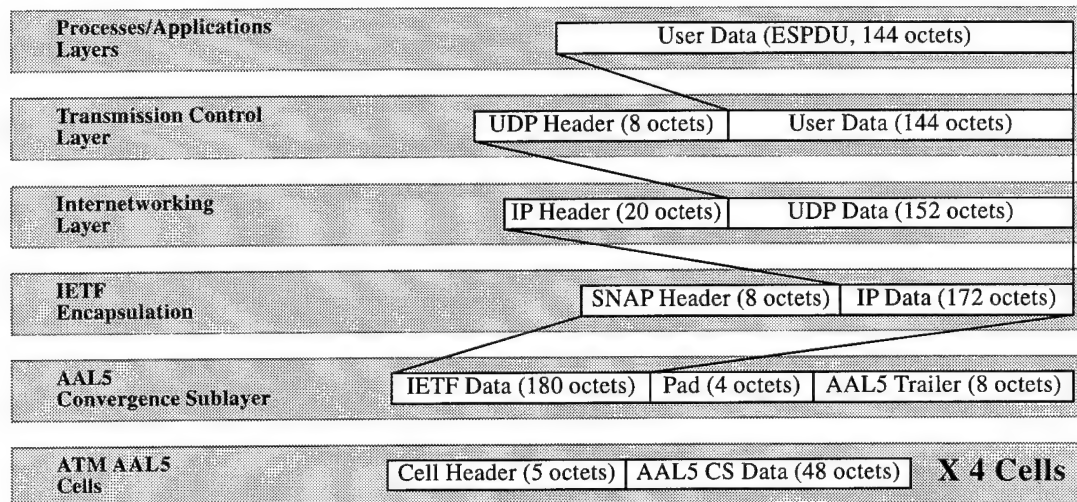 Processes/Applications
Layers
User Data (ESPDU, 144 octets)
Transmission Control
Layer
UDP Header (8 octets)
User Data (144 octets)
Internetworking
Layer
IP Header (20 octets)
UDP Data (152 octets)
IETF
Encapsulation
SNAP Header (8 octets)
IP Data (172 octets)
AAL5
Convergence Sublayer
IETF Data (180 octets)
Pad (4 octets)
AAL5 Trailer (8 octets)
ATM AAL5
Cells
Cell Header (5 octets)
AAL5 CS Data (48 octets)
X 4 Cells